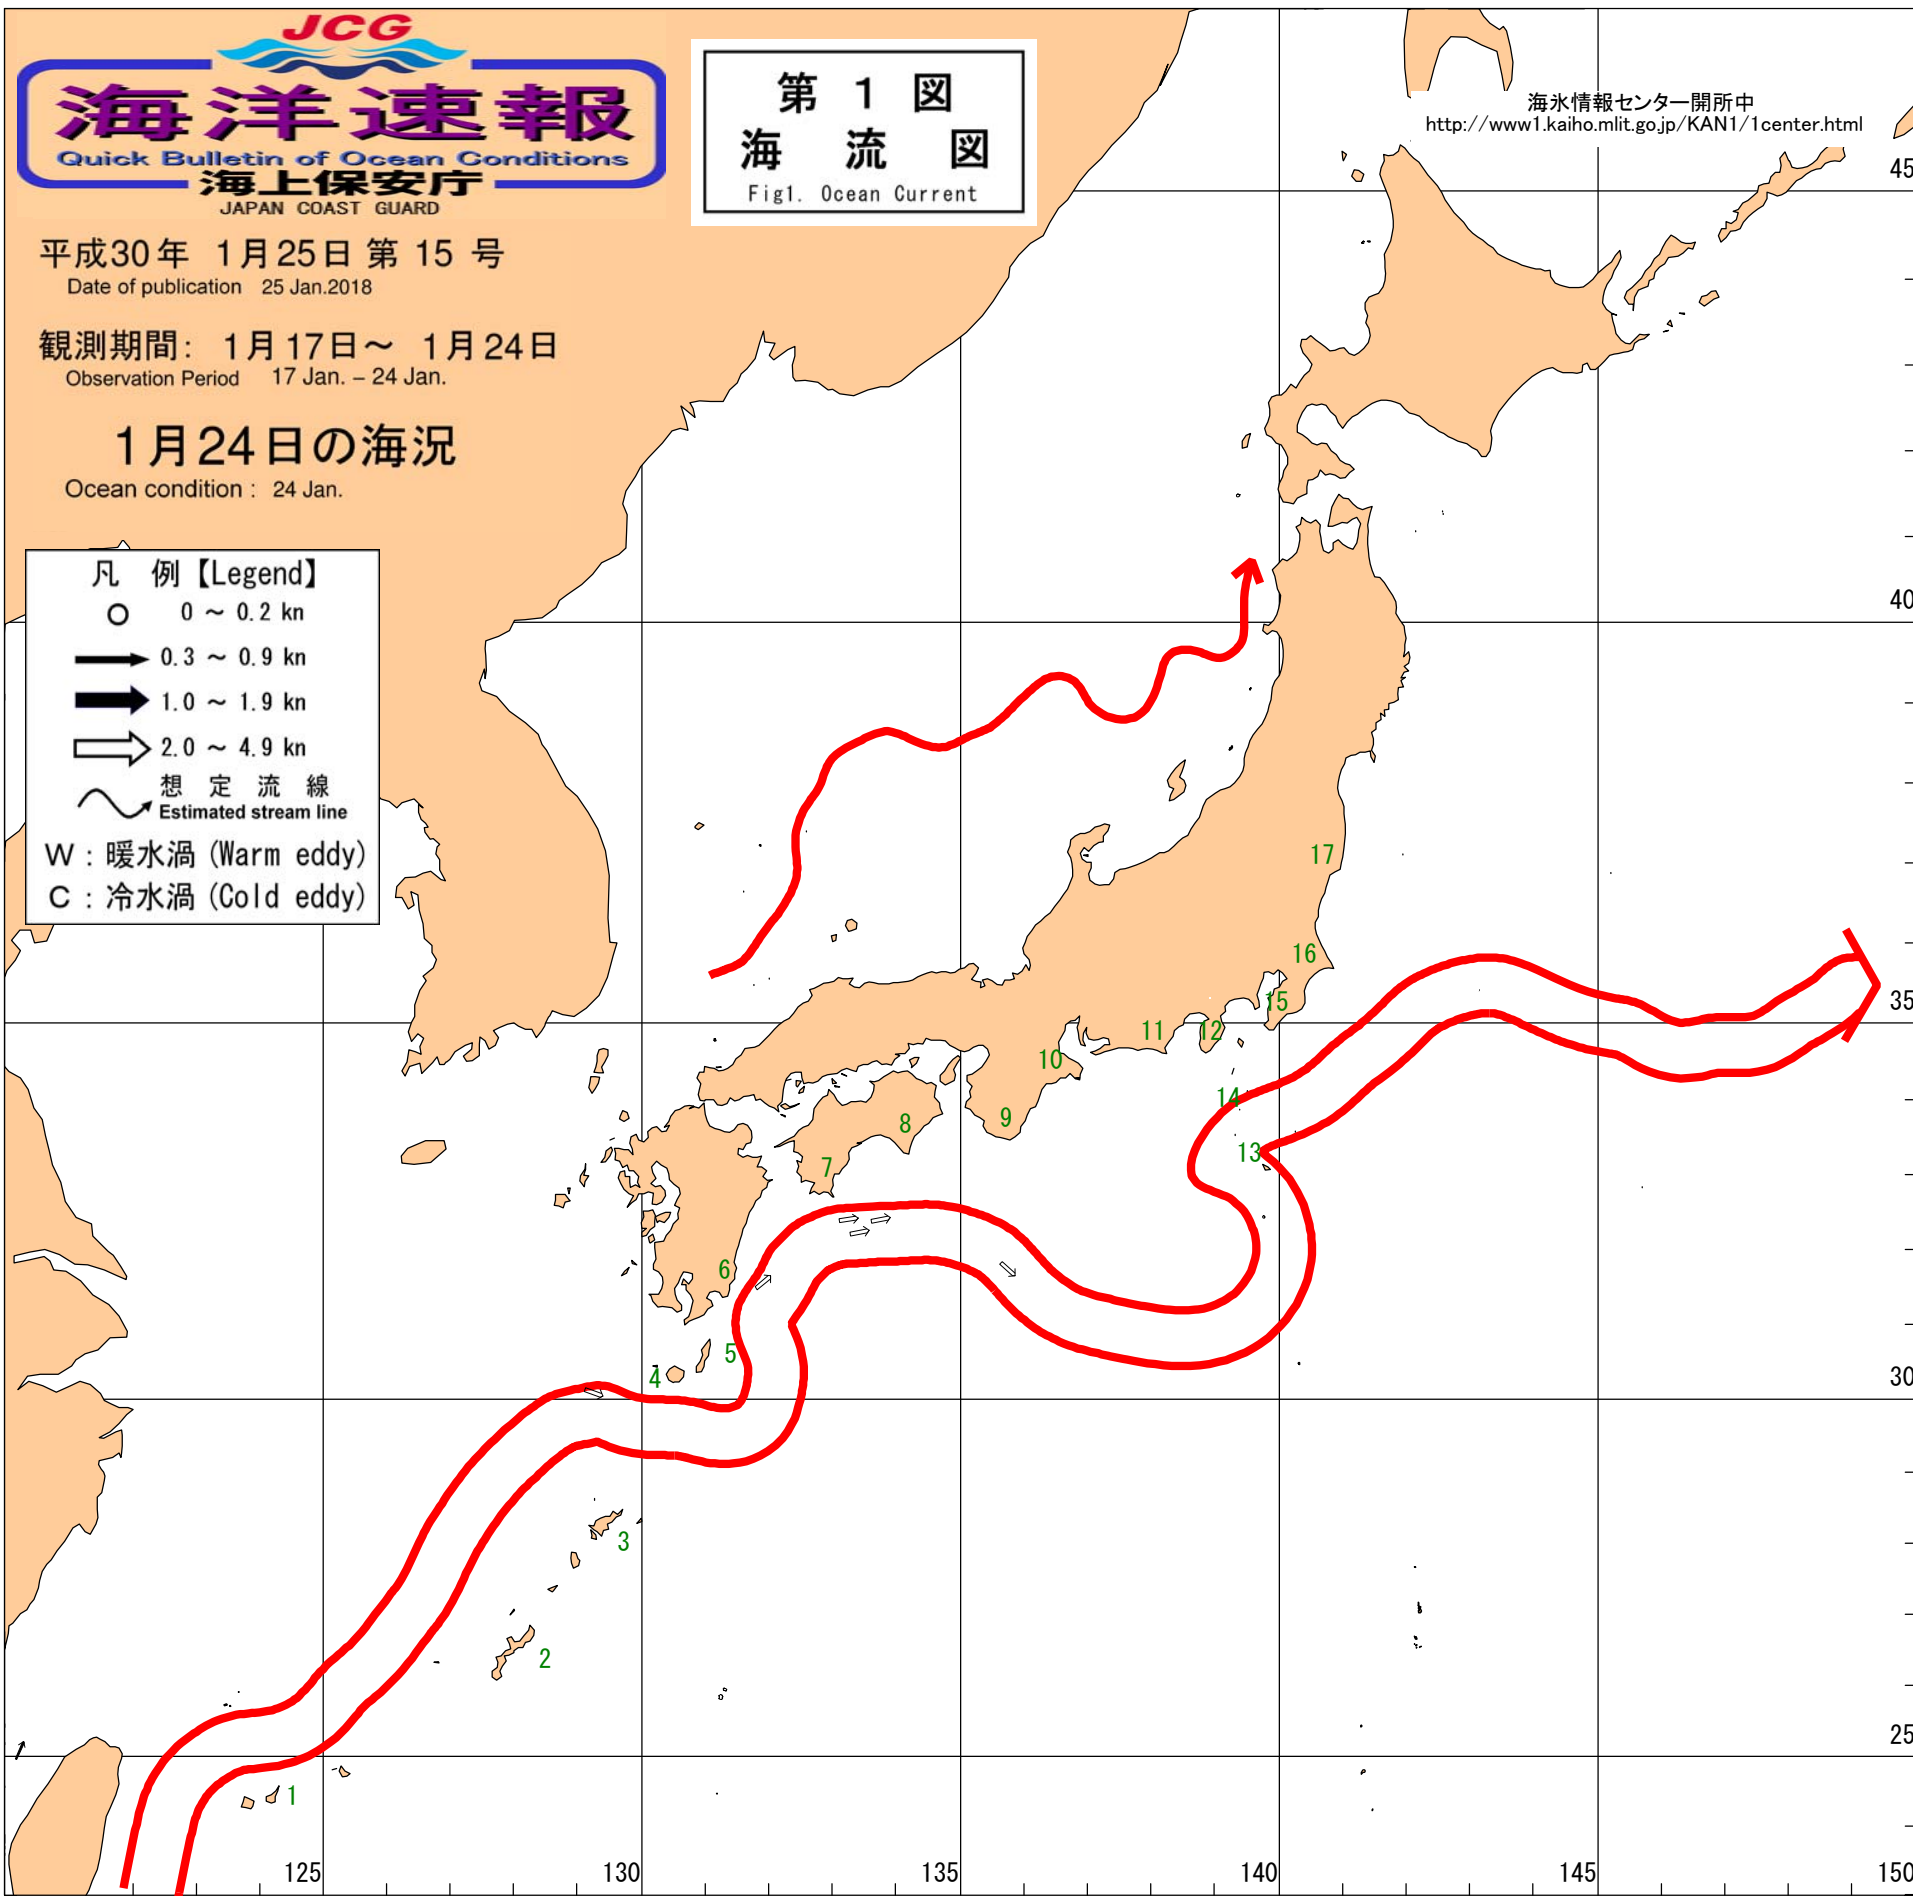 JCG
海洋速報
Quick Bulletin of Ocean Conditions
海上保安庁
JAPAN COAST GUARD
平成30年 1月25日 第 15 号
Date of publication 25 Jan.2018
観測期間: 1月17日～ 1月24日
Observation Period 17 Jan. – 24 Jan.
1月24日の海況
Ocean condition : 24 Jan.
第 1 図
海 流 図
Fig1. Ocean Current
海氷情報センター開所中
http://www1.kaiho.mlit.go.jp/KAN1/1center.html
凡 例【Legend】
0 ～ 0.2 kn
0.3 ～ 0.9 kn
1.0 ～ 1.9 kn
2.0 ～ 4.9 kn
想 定 流 線
Estimated stream line
W : 暖水渦 (Warm eddy)
C : 冷水渦 (Cold eddy)
45
40
35
30
25
17
16
15
11
12
10
14
8
9
13
7
6
5
4
3
2
1
125
130
135
140
145
150